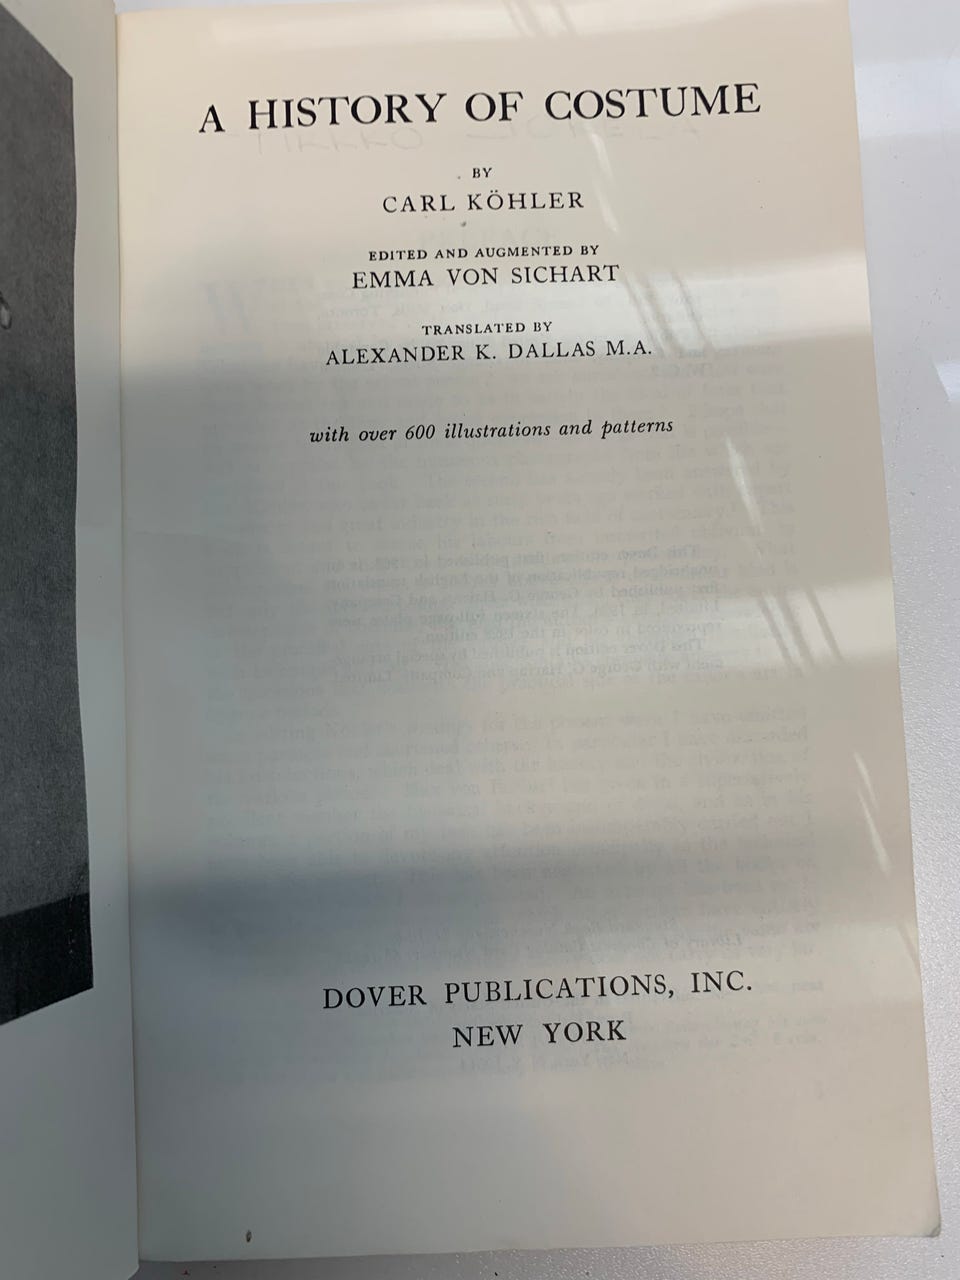 A HISTORY OF COSTUME
BY
CARL KÖHLER
EDITED AND AUGMENTED BY
EMMA VON SICHART
TRANSLATED BY
ALEXANDER K. DALLAS M.A.
with over 600 illustrations and patterns
DOVER PUBLICATIONS, INC.
NEW YORK